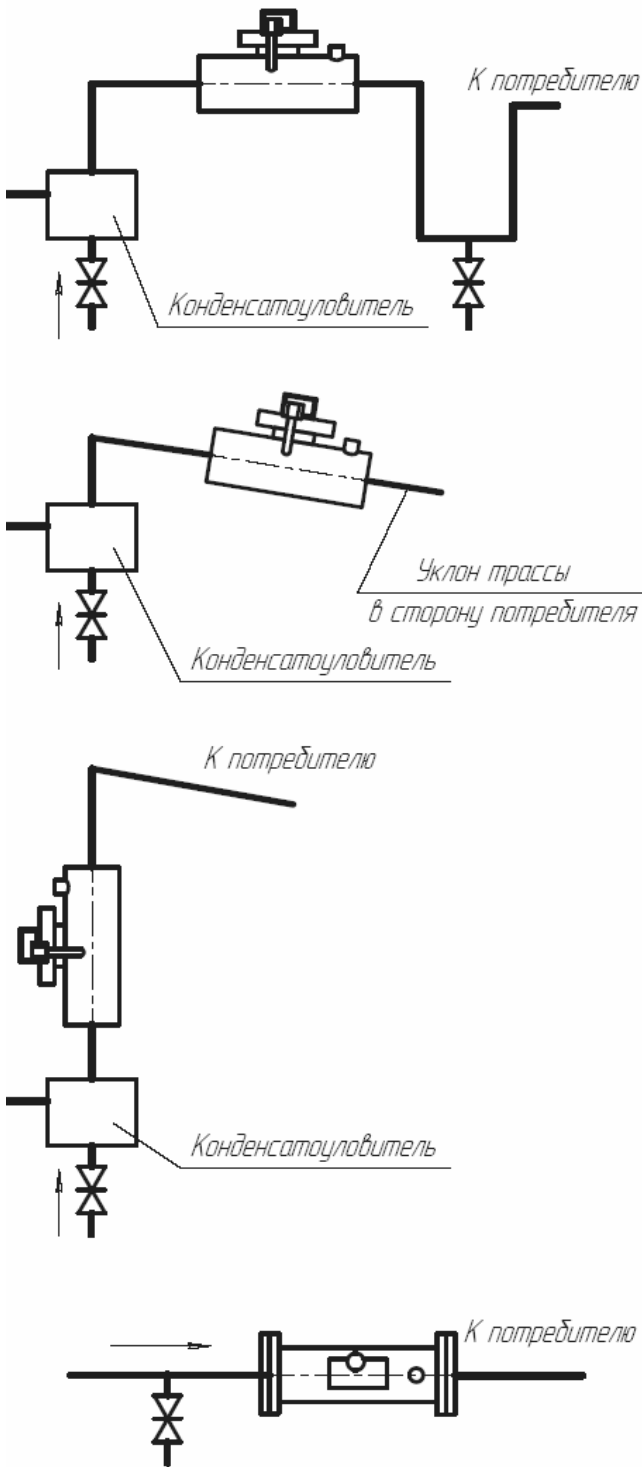 К потребителю
Конденсатоуловитель
Уклон трассы
в сторону потребителя
Конденсатоуловитель
К потребителю
Конденсатоуловитель
К потребителю